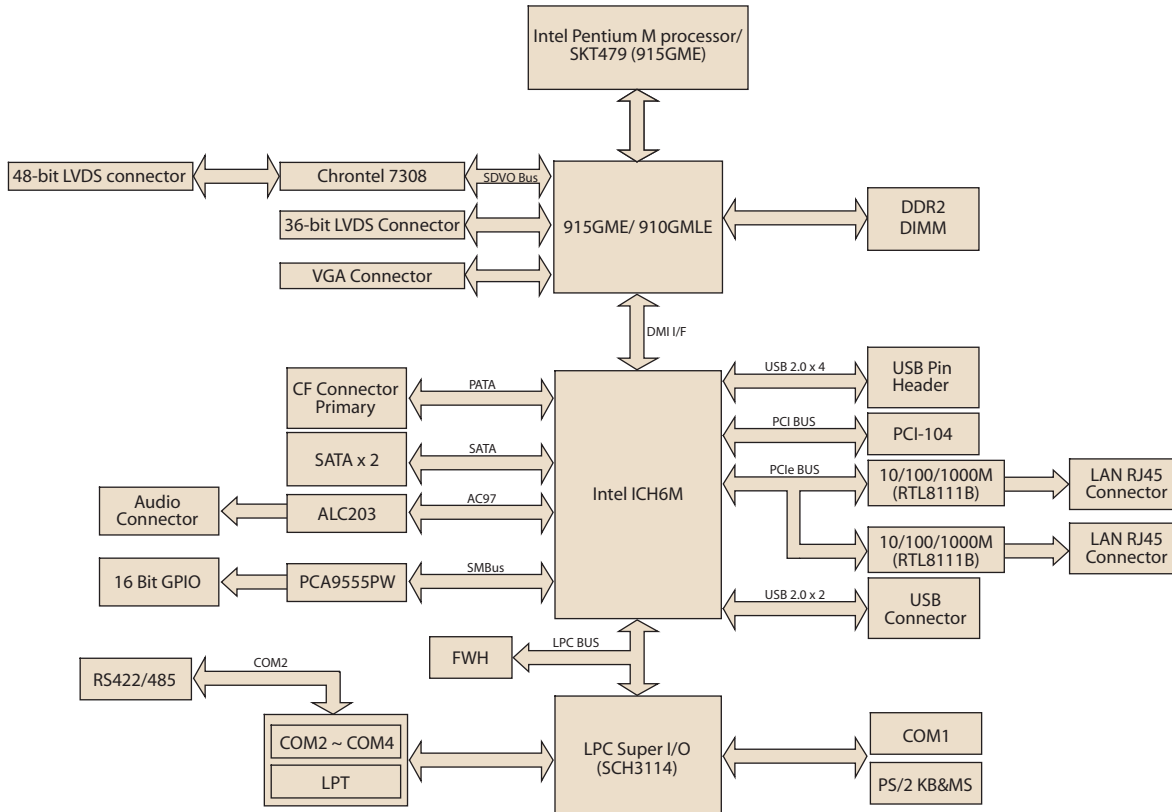 Intel Pentium M processor/
SKT479 (915GME)
48-bit LVDS connector
Chrontel 7308
SDVO Bus
36-bit LVDS Connector
VGA Connector
915GME/ 910GMLE
DDR2
DIMM
DMI I/F
CF Connector
Primary
PATA
SATA x 2
SATA
Audio
Connector
ALC203
AC97
16 Bit GPIO
PCA9555PW
SMBus
Intel ICH6M
USB 2.0 x 4
USB Pin
Header
PCI BUS
PCI-104
PCIe BUS
10/100/1000M
(RTL8111B)
LAN RJ45
Connector
10/100/1000M
(RTL8111B)
LAN RJ45
Connector
USB 2.0 x 2
USB
Connector
FWH
LPC BUS
RS422/485
COM2
COM2 ~ COM4
LPT
LPC Super I/O
(SCH3114)
COM1
PS/2 KB&MS